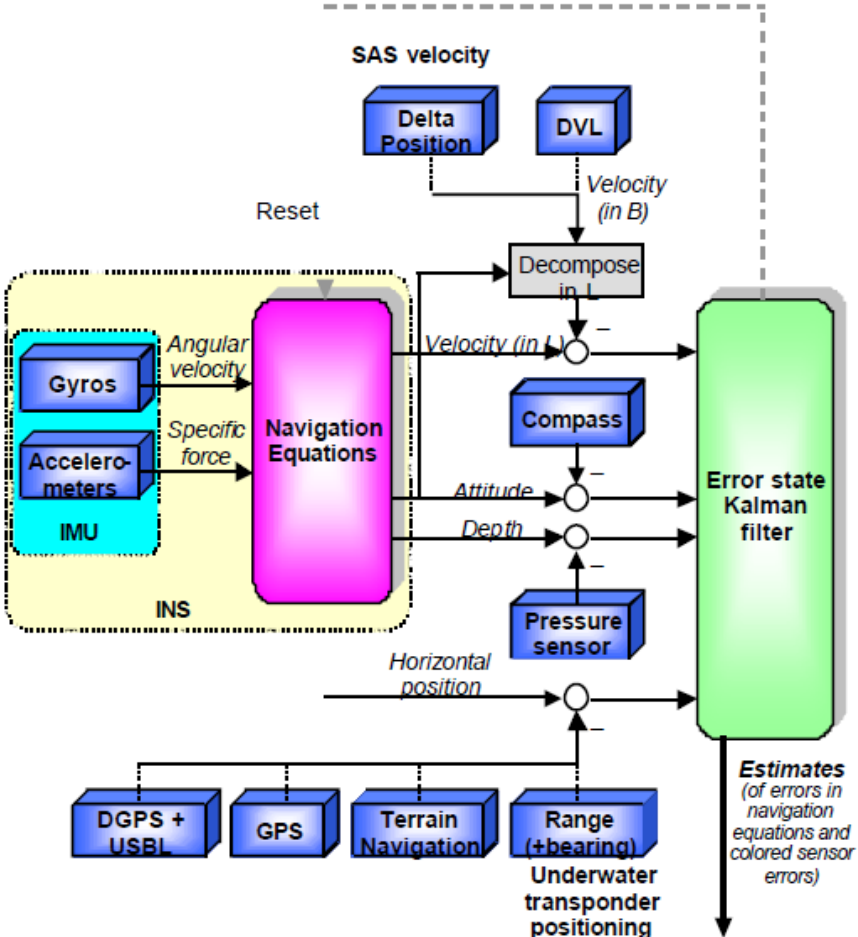 SAS velocity
Delta
Position
DVL
Velocity
(in B)
Reset
Decompose
in L
–
Angular
velocity
Velocity (in L)
Gyros
Compass
Specific
force
Navigation
Equations
Accelero-
meters
–
Attitude
Error state
Kalman
filter
IMU
Depth
–
INS
Pressure
sensor
Horizontal
position
–
Estimates
(of errors in
navigation
equations and
colored sensor
errors)
DGPS +
USBL
GPS
Terrain
Navigation
Range
(+bearing)
Underwater
transponder
positioning